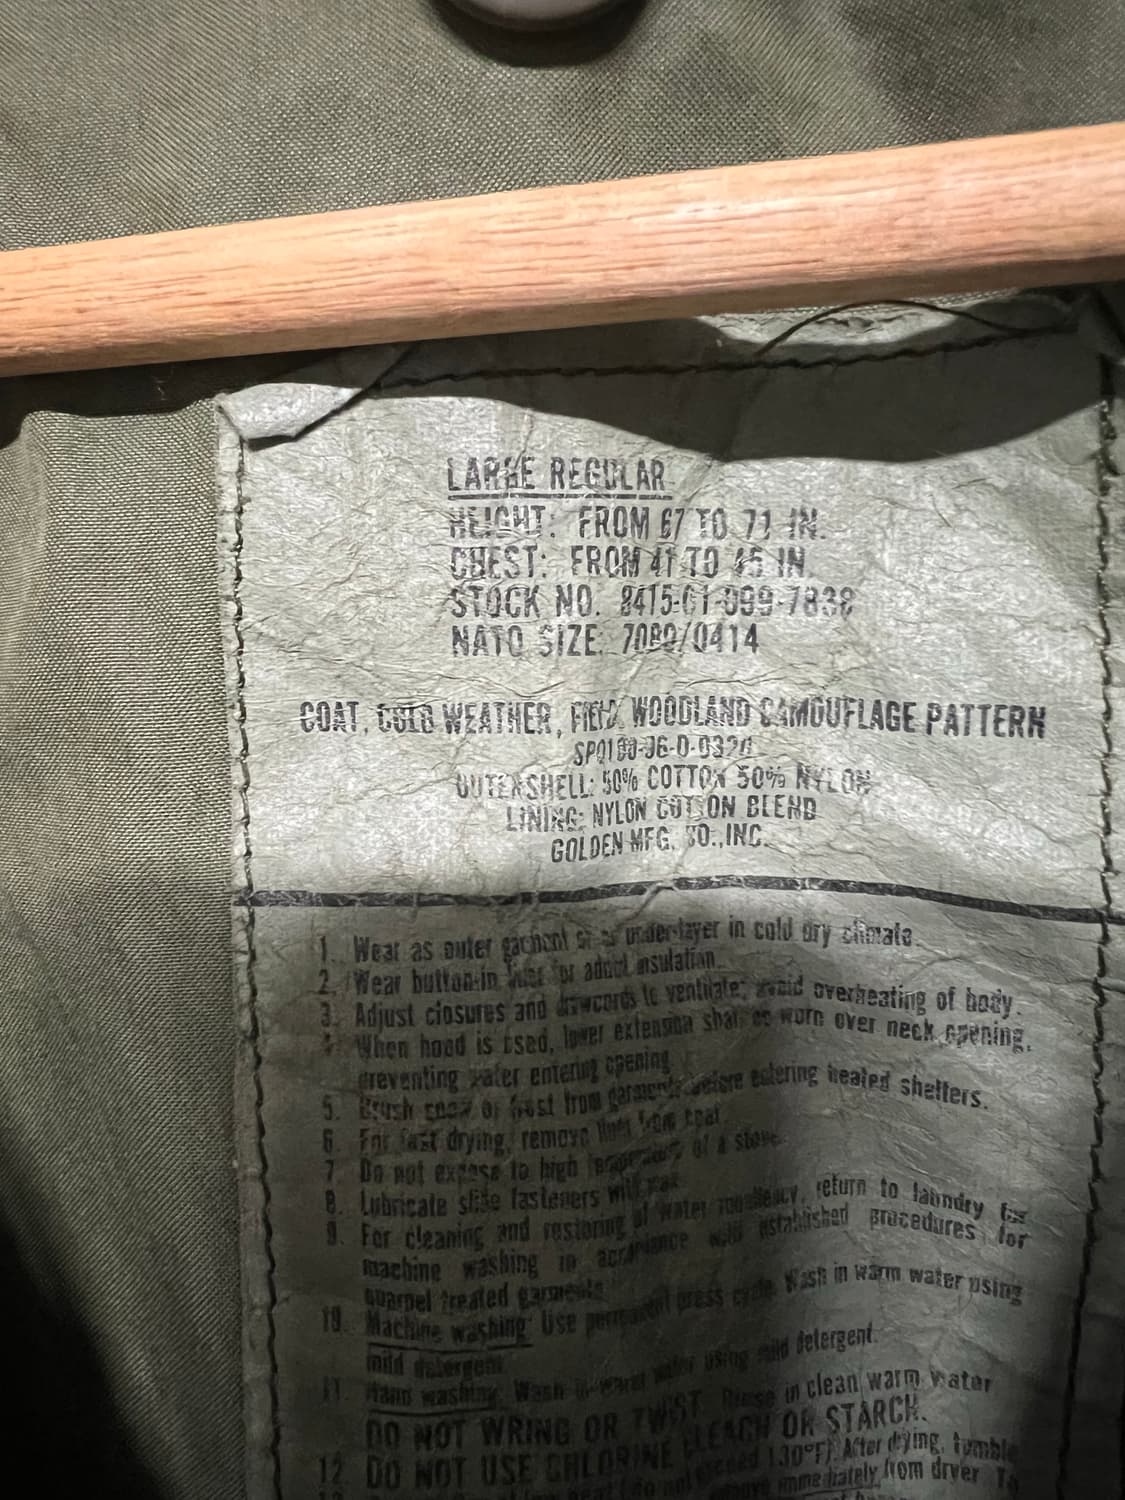 LARGE REGULAR
HEIGHT: FROM 67 TO 71 IN.
CHEST: FROM 41 TO 45 IN.
STOCK NO. 8415-01-099-7838
NATO SIZE: 7080/0414
COAT, COLD WEATHER, FIELD, WOODLAND CAMOUFLAGE PATTERN
SPO100-96-D-0320
OUTERSHELL: 50% COTTON 50% NYLON
LINING: NYLON COTTON BLEND
GOLDEN MFG. CO., INC.
1. Wear as outer garment or as under-layer in cold dry climate.
2. Wear button-in liner for added insulation.
3. Adjust closures and drawcords to ventilate; avoid overheating of body.
4. When hood is used, lower extension shall be worn over neck opening,
preventing water entering opening.
5. Brush snow or frost from garments before entering heated shelters.
6. For fast drying, remove liner from coat.
7. Do not expose to high temperature of a stove.
8. Lubricate slide fasteners with wax.
9. For cleaning and restoring of water repellency, return to laundry for
machine washing in accordance with established procedures for
quarpel treated garments.
10. Machine washing: Use permanent press cycle. Wash in warm water using
mild detergent.
11. Hand washing: Wash in warm water using mild detergent.
Rinse in clean warm water
DO NOT WRING OR TWIST.
12. DO NOT USE CHLORINE BLEACH OR STARCH.
130°F). After drying, tumble
immediately from dryer. To